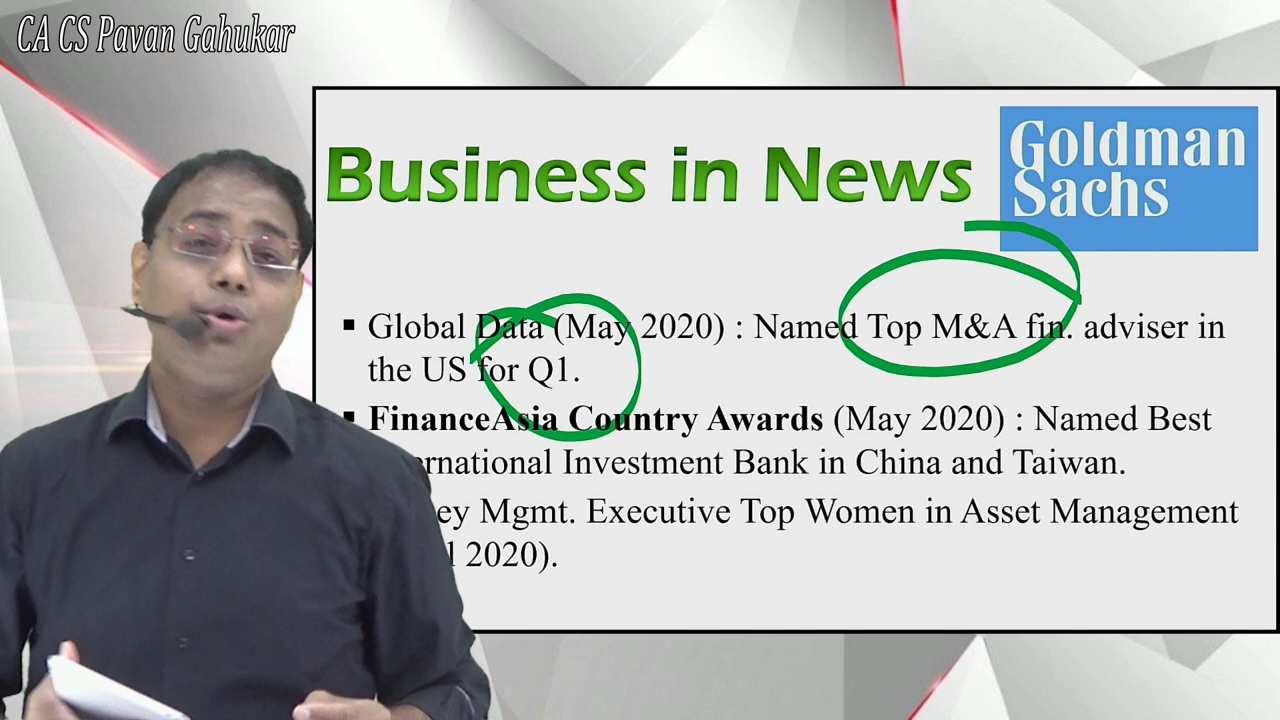 CA CS Pavan Gahukar
Business in News
Goldman
Sachs
▪ Global Data (May 2020) : Named Top M&A fin. adviser in
the US for Q1.
▪ FinanceAsia Country Awards (May 2020) : Named Best
ernational Investment Bank in China and Taiwan.
ey Mgmt. Executive Top Women in Asset Management
l 2020).